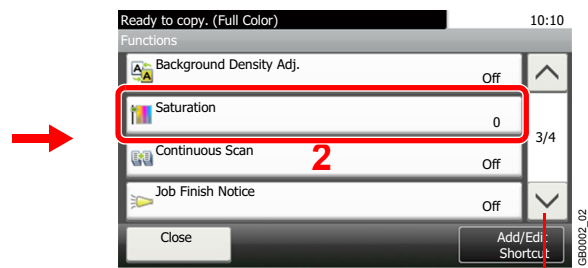 Ready to copy. (Full Color)
10:10
Functions
Background Density Adj.
Off
Saturation
0
3/4
Continuous Scan
2
Off
Job Finish Notice
Off
Close
Add/Edit
Shortcut
GB0002_02